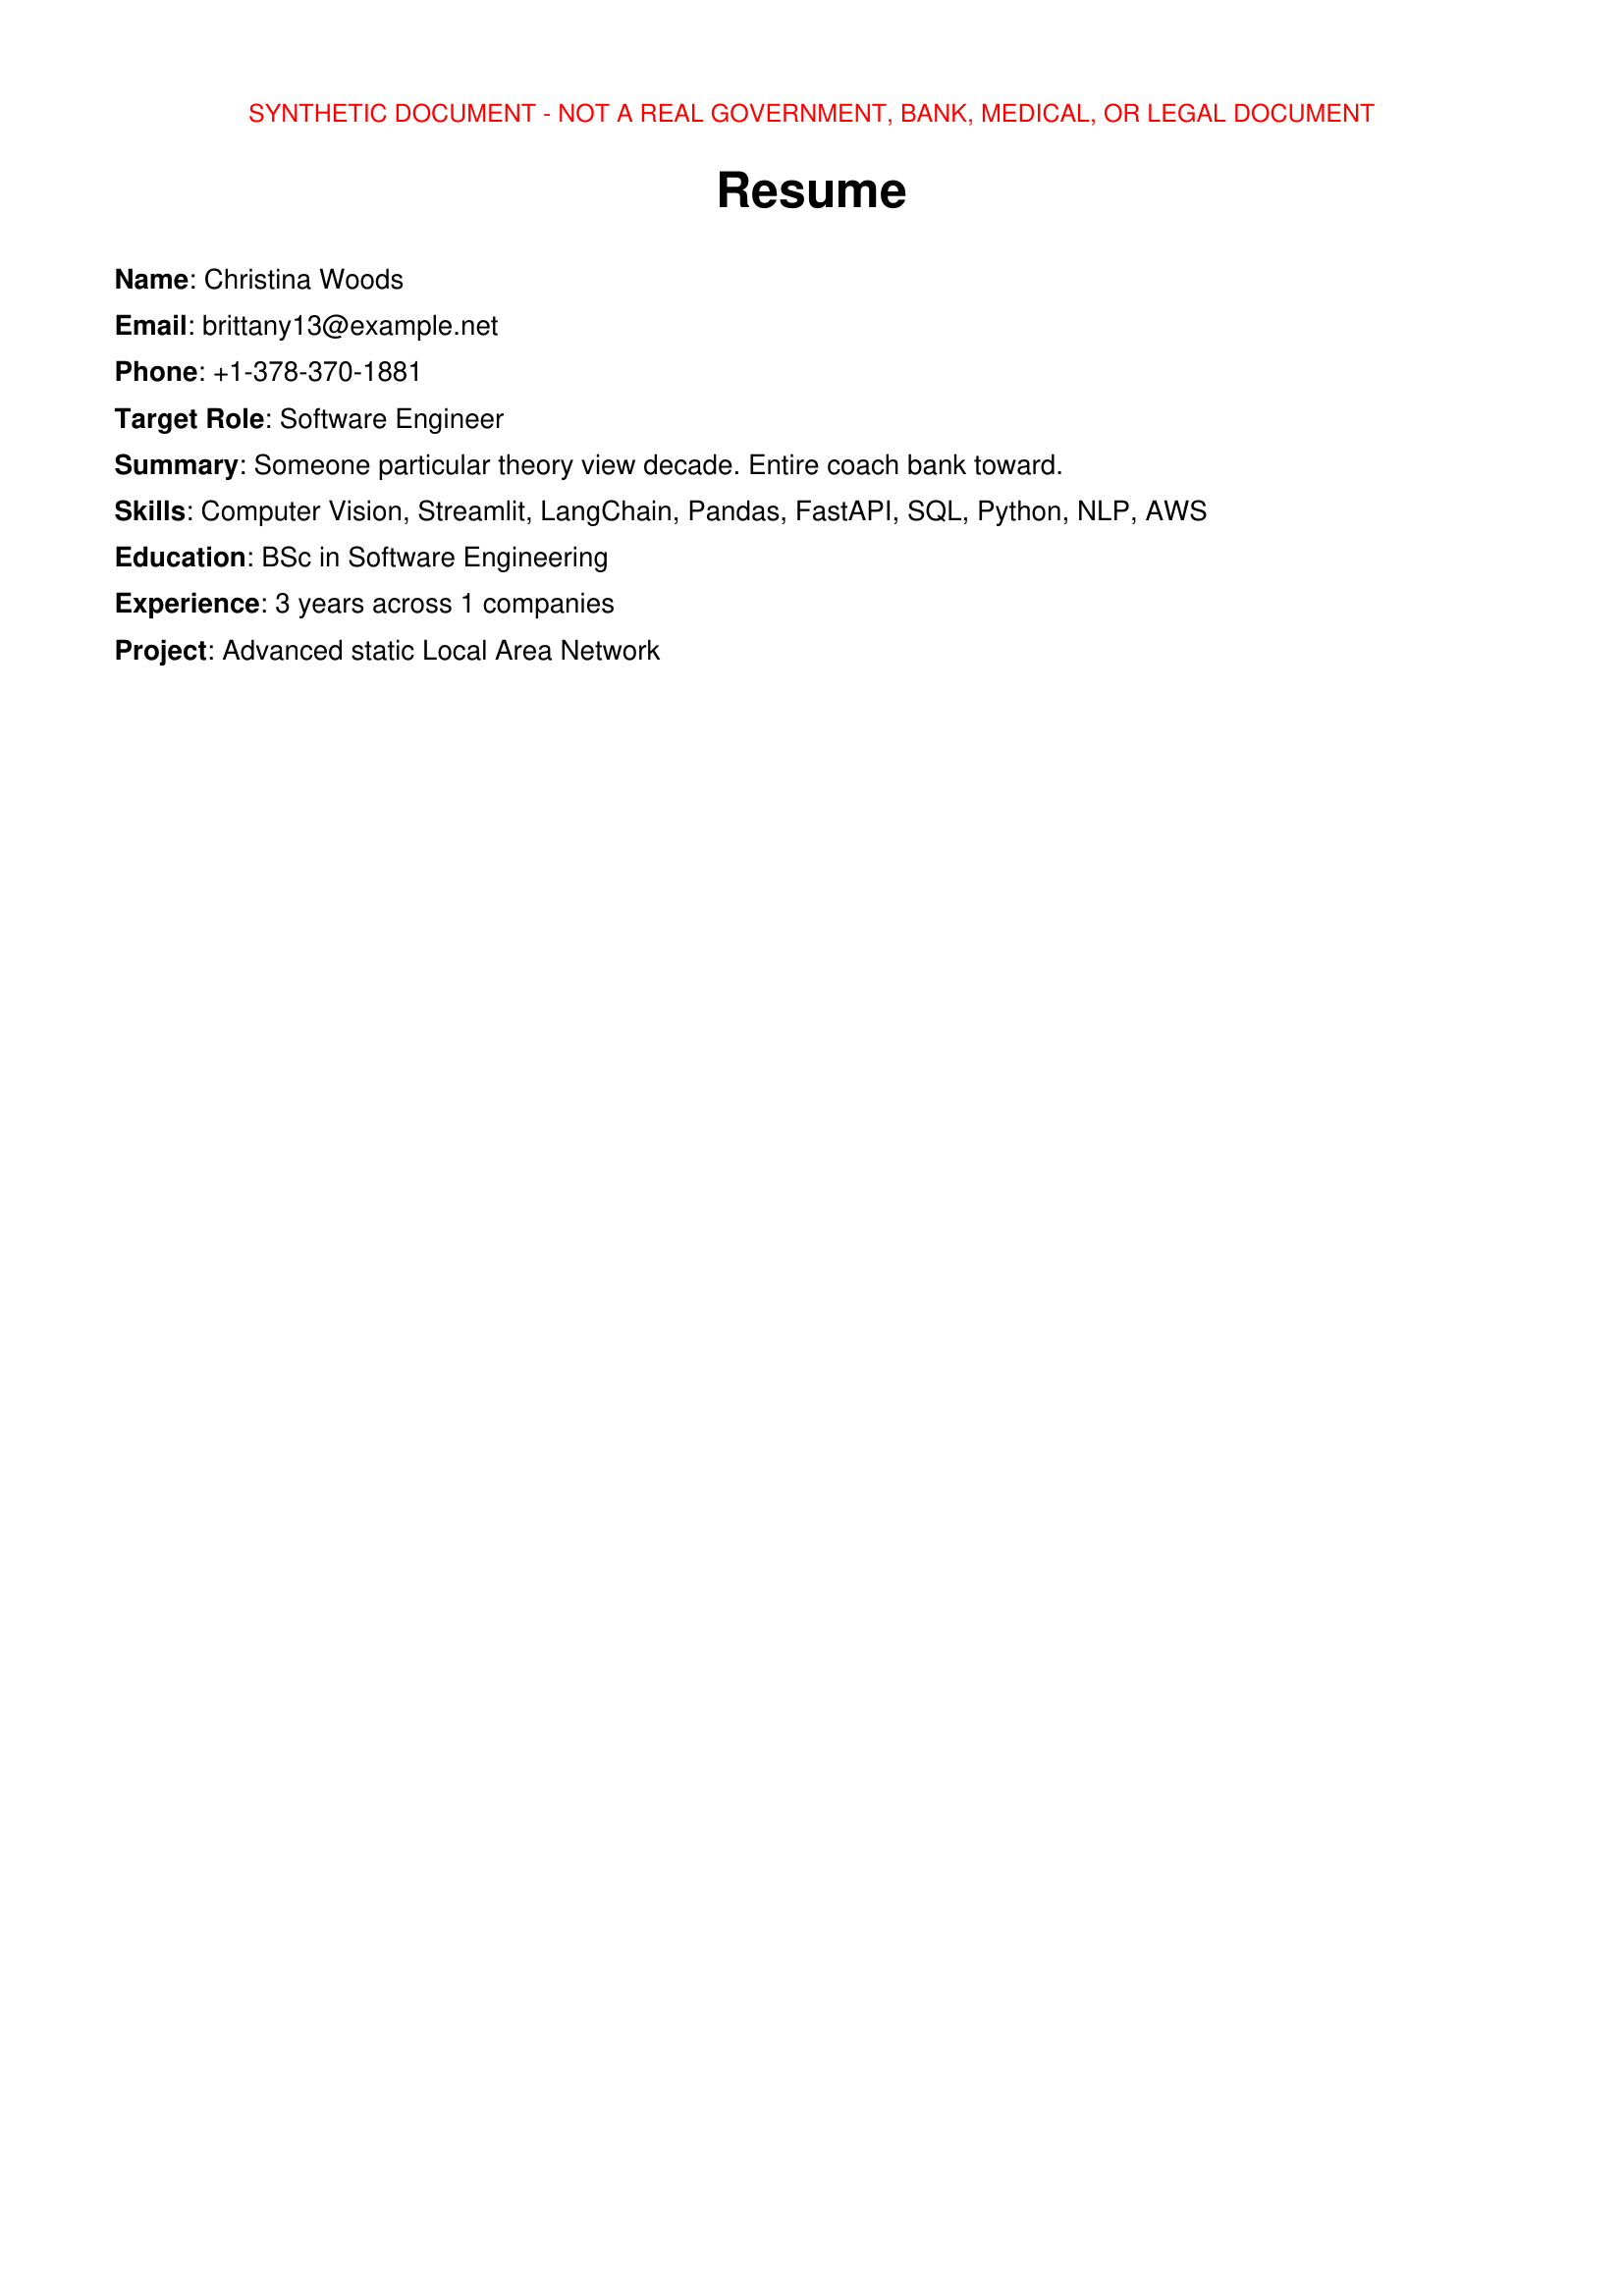 SYNTHETIC DOCUMENT - NOT A REAL GOVERNMENT, BANK, MEDICAL, OR LEGAL DOCUMENT
Resume
Name: Christina Woods
Email: brittany13@example.net
Phone: +1-378-370-1881
Target Role: Software Engineer
Summary: Someone particular theory view decade. Entire coach bank toward.
Skills: Computer Vision, Streamlit, LangChain, Pandas, FastAPI, SQL, Python, NLP, AWS
Education: BSc in Software Engineering
Experience: 3 years across 1 companies
Project: Advanced static Local Area Network